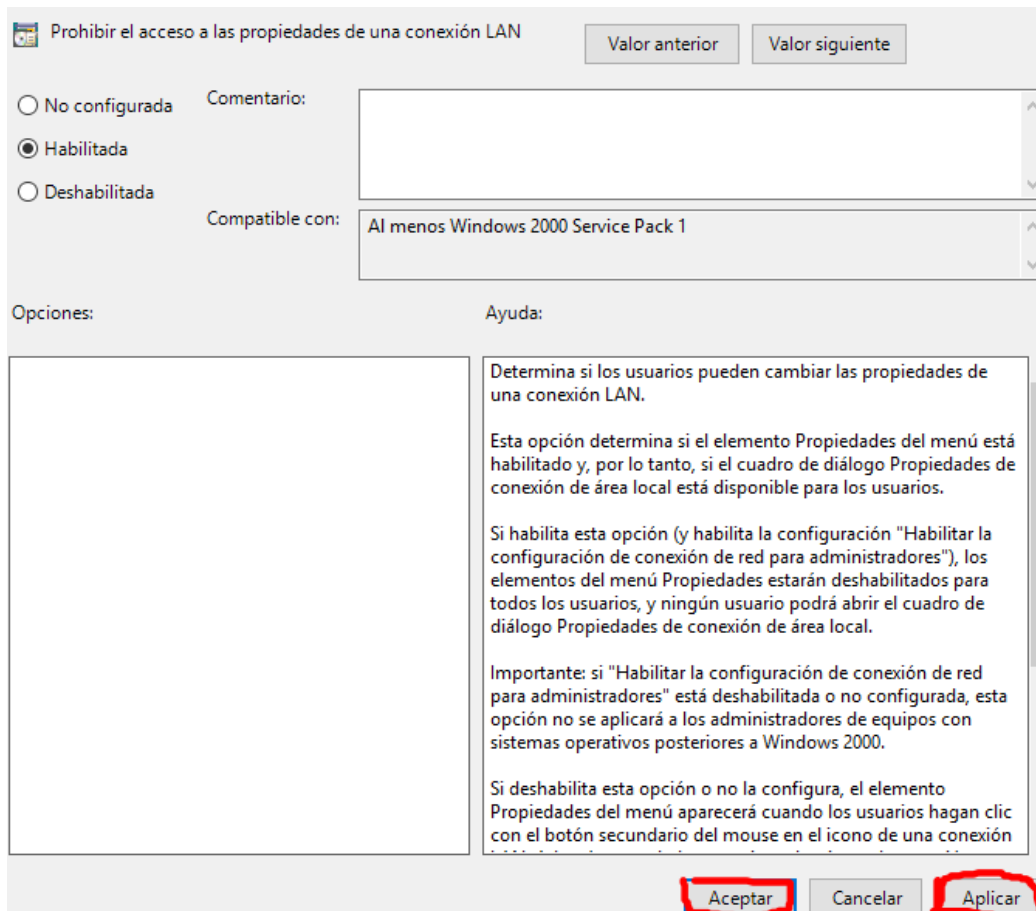 Prohibir el acceso a las propiedades de una conexión LAN
Valor anterior
Valor siguiente
No configurada
Comentario:
Habilitada
Deshabilitada
Compatible con:
Al menos Windows 2000 Service Pack 1
Opciones:
Ayuda:
Determina si los usuarios pueden cambiar las propiedades de
una conexión LAN.
Esta opción determina si el elemento Propiedades del menú está
habilitado y, por lo tanto, si el cuadro de diálogo Propiedades de
conexión de área local está disponible para los usuarios.
Si habilita esta opción (y habilita la configuración "Habilitar la
configuración de conexión de red para administradores"), los
elementos del menú Propiedades estarán deshabilitados para
todos los usuarios, y ningún usuario podrá abrir el cuadro de
diálogo Propiedades de conexión de área local.
Importante: si "Habilitar la configuración de conexión de red
para administradores" está deshabilitada o no configurada, esta
opción no se aplicará a los administradores de equipos con
sistemas operativos posteriores a Windows 2000.
Si deshabilita esta opción o no la configura, el elemento
Propiedades del menú aparecerá cuando los usuarios hagan clic
con el botón secundario del mouse en el icono de una conexión
Aceptar
Cancelar
Aplicar